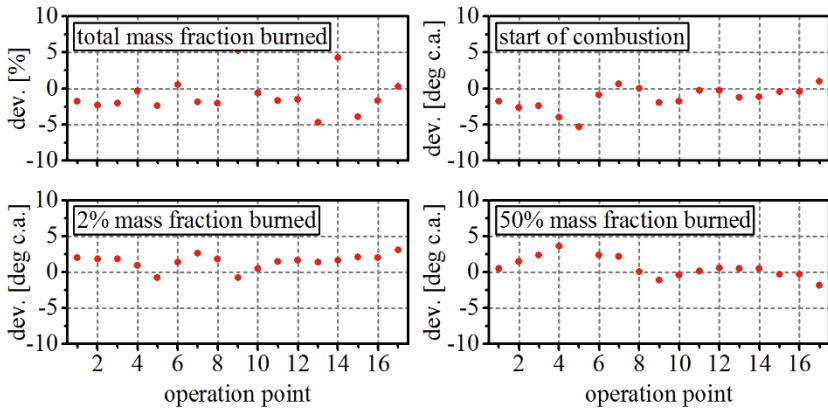 total mass fraction burned
start of combustion
10
5
0
-5
-10
dev. [%]
10
5
0
-5
-10
dev. [deg c.a.]
2% mass fraction burned
50% mass fraction burned
10
5
0
-5
-10
dev. [deg c.a.]
10
5
0
-5
-10
dev. [deg c.a.]
2 4 6 8 10 12 14 16
2 4 6 8 10 12 14 16
operation point
operation point